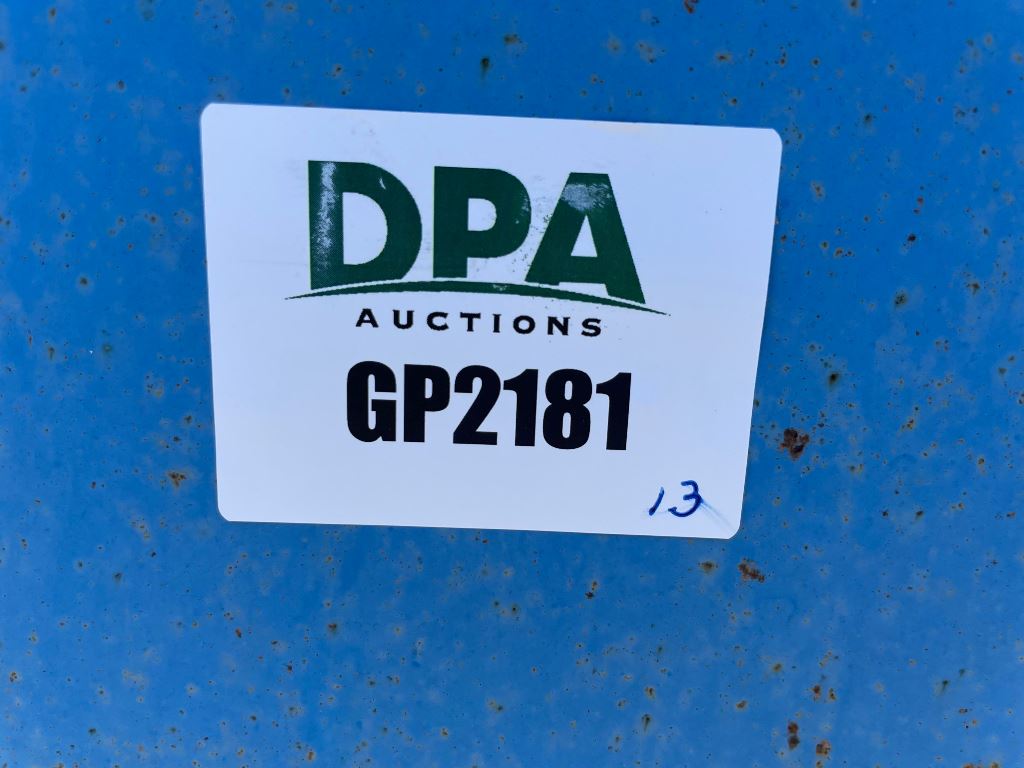 DPA
AUCTIONS
GP2181
13